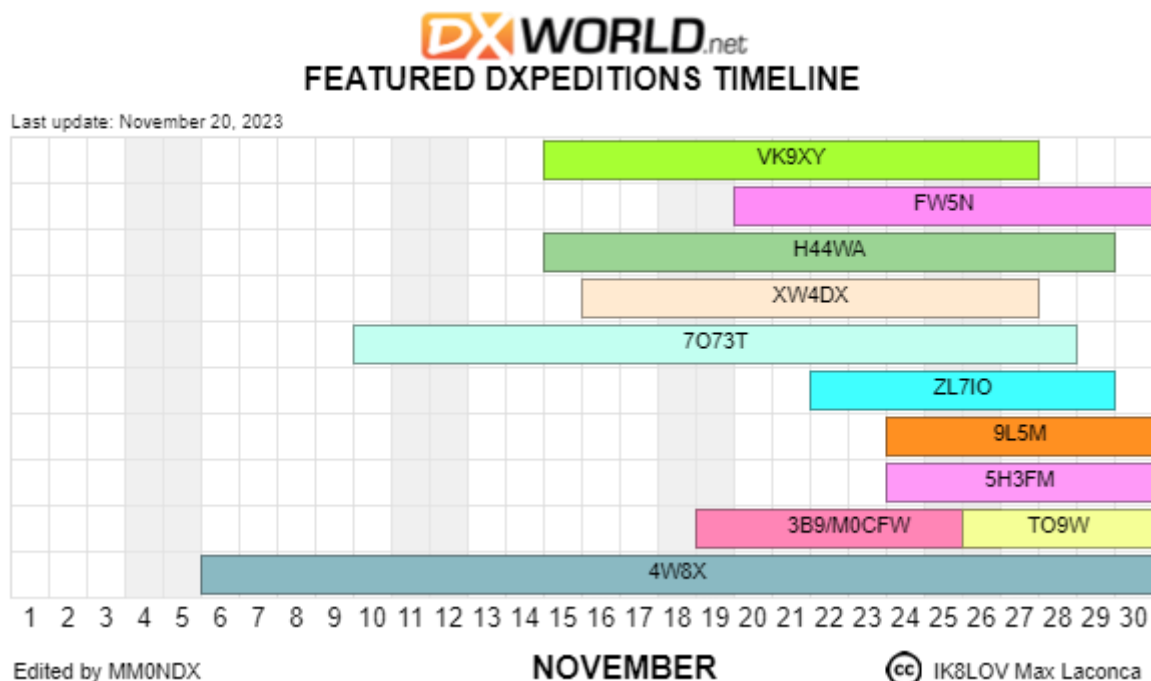 DX WORLD.net
FEATURED DXPEDITIONS TIMELINE
Last update: November 20, 2023
VK9XY
FW5N
H44WA
XW4DX
7O73T
ZL7IO
9L5M
5H3FM
3B9/M0CFW TO9W
4W8X
1 2 3 4 5 6 7 8 9 10 11 12 13 14 15 16 17 18 19 20 21 22 23 24 25 26 27 28 29 30
Edited by MM0NDX NOVEMBER cc IK8LOV Max Laconca